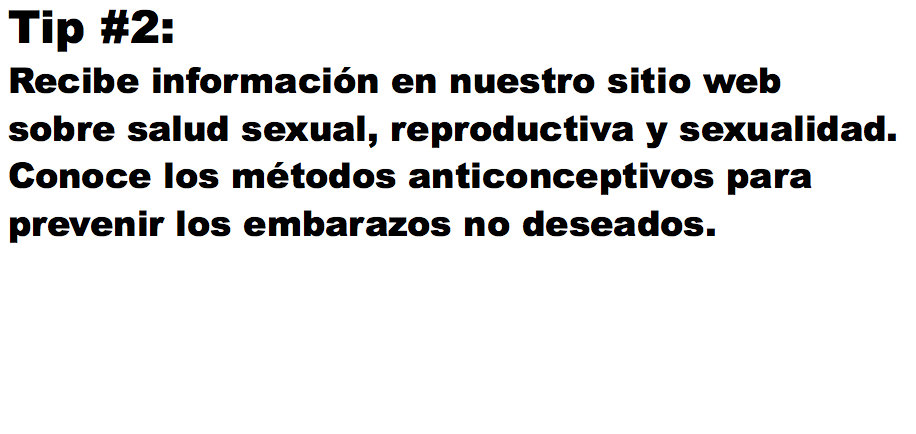 Tip #2:
Recibe información en nuestro sitio web
sobre salud sexual, reproductiva y sexualidad.
Conoce los métodos anticonceptivos para
prevenir los embarazos no deseados.